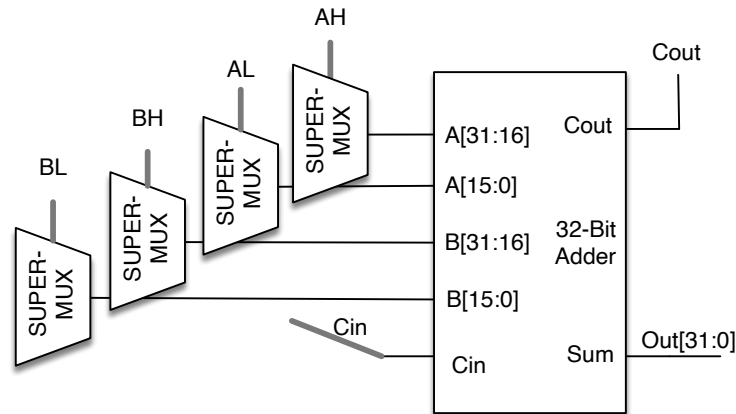 AH
Cout
AL
BH
BL
SUPER-
MUX
SUPER-
MUX
SUPER-
MUX
SUPER-
MUX
A[31:16]
Cout
A[15:0]
B[31:16]
32-Bit
Adder
B[15:0]
Cin
Cin
Sum
Out[31:0]